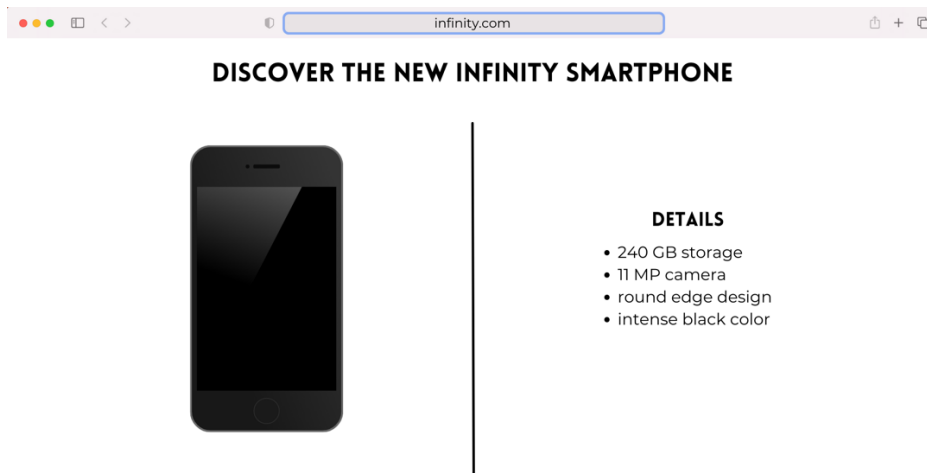 infinity.com
DISCOVER THE NEW INFINITY SMARTPHONE
DETAILS
• 240 GB storage
• 11 MP camera
• round edge design
• intense black color